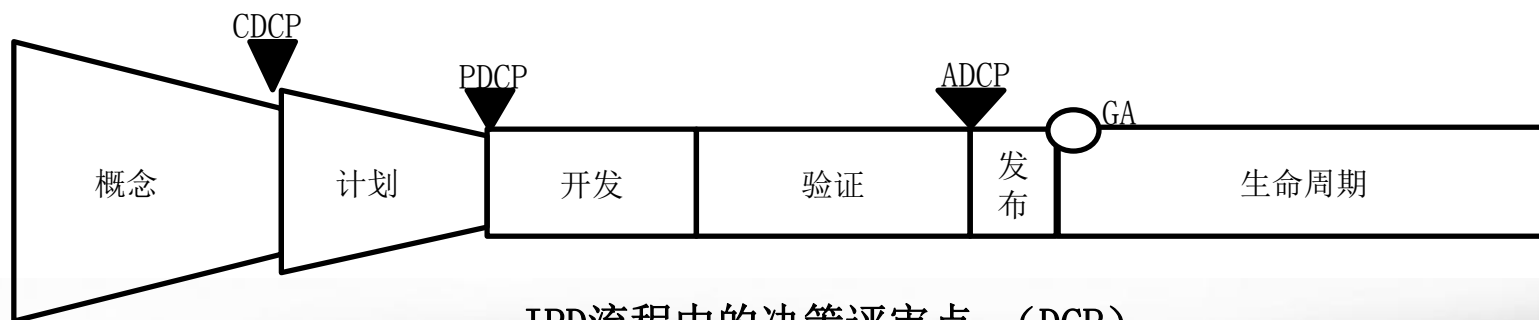 CDCP
PDCP
ADCP
GA
概念
计划
开发
验证
发
布
生命周期
IPD流程中的决策评审点 （DCP）